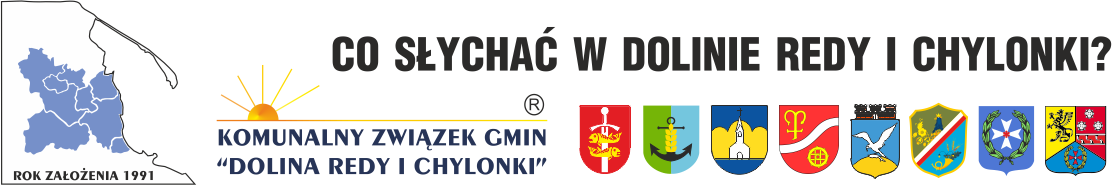 CO SŁYCHAĆ W DOLINIE REDY I CHYLONKI?
®
KOMUNALNY ZWIĄZEK GMIN
“DOLINA REDY I CHYLONKI”
ROK ZAŁOŻENIA 1991